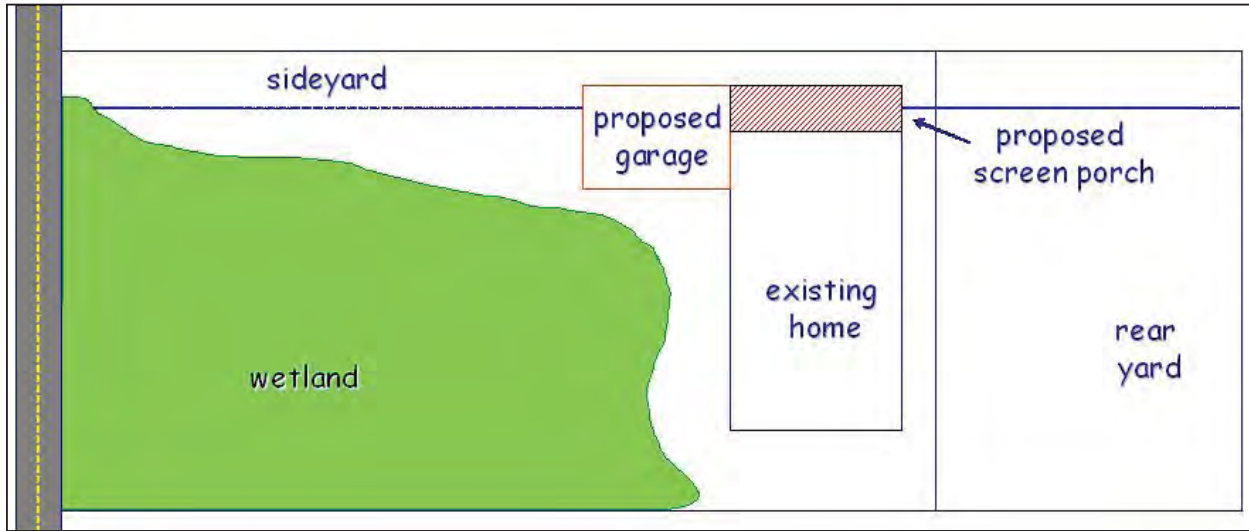 sideyard
proposed
garage
proposed
screen porch
existing
home
rear
yard
wetland